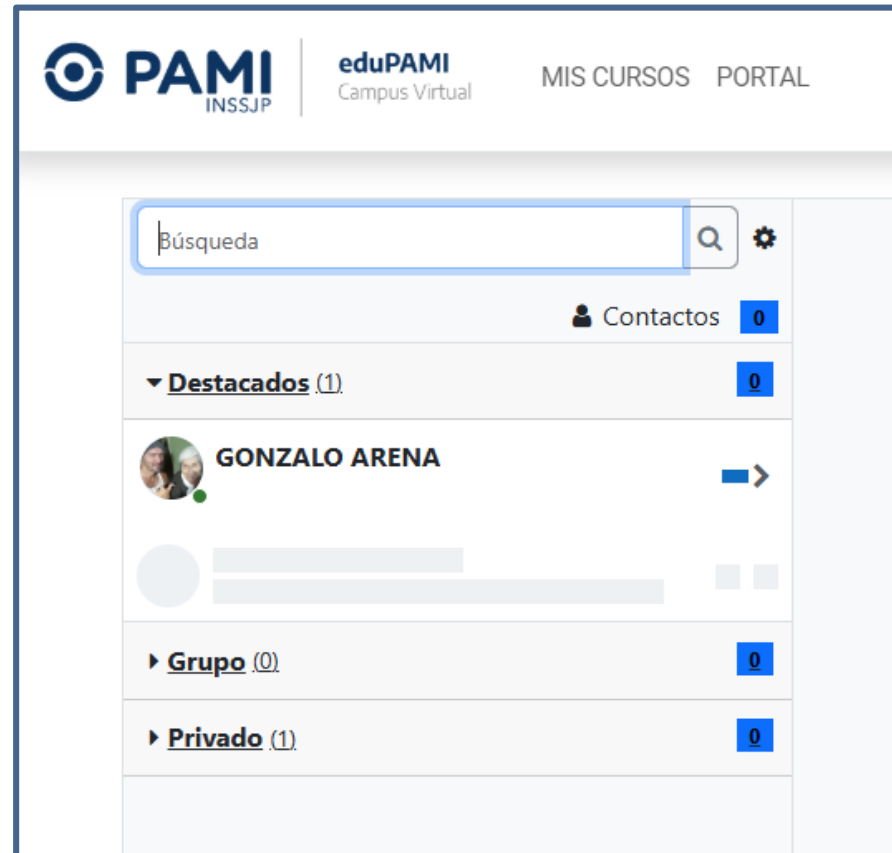 PAMI
INSSJP
eduPAMI
Campus Virtual
MIS CURSOS PORTAL
Búsqueda
Contactos 0
Destacados (1) 0
GONZALO ARENA
Grupo (0) 0
Privado (1) 0